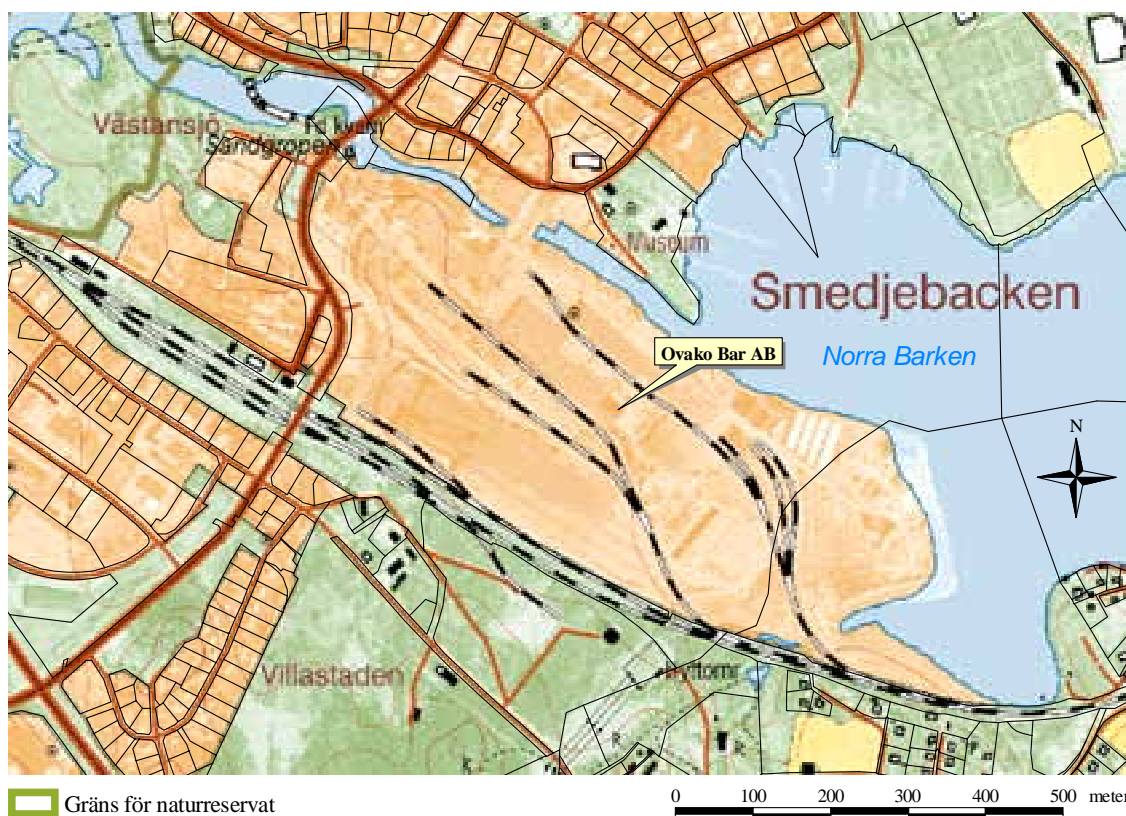 Västansjö
Sandgropen
Museum
Smedjebacken
Ovako Bar AB
Norra Barken
N
Villastaden
R
R
K
R
P
R
Gräns för naturreservat
0 100 200 300 400 500 meter